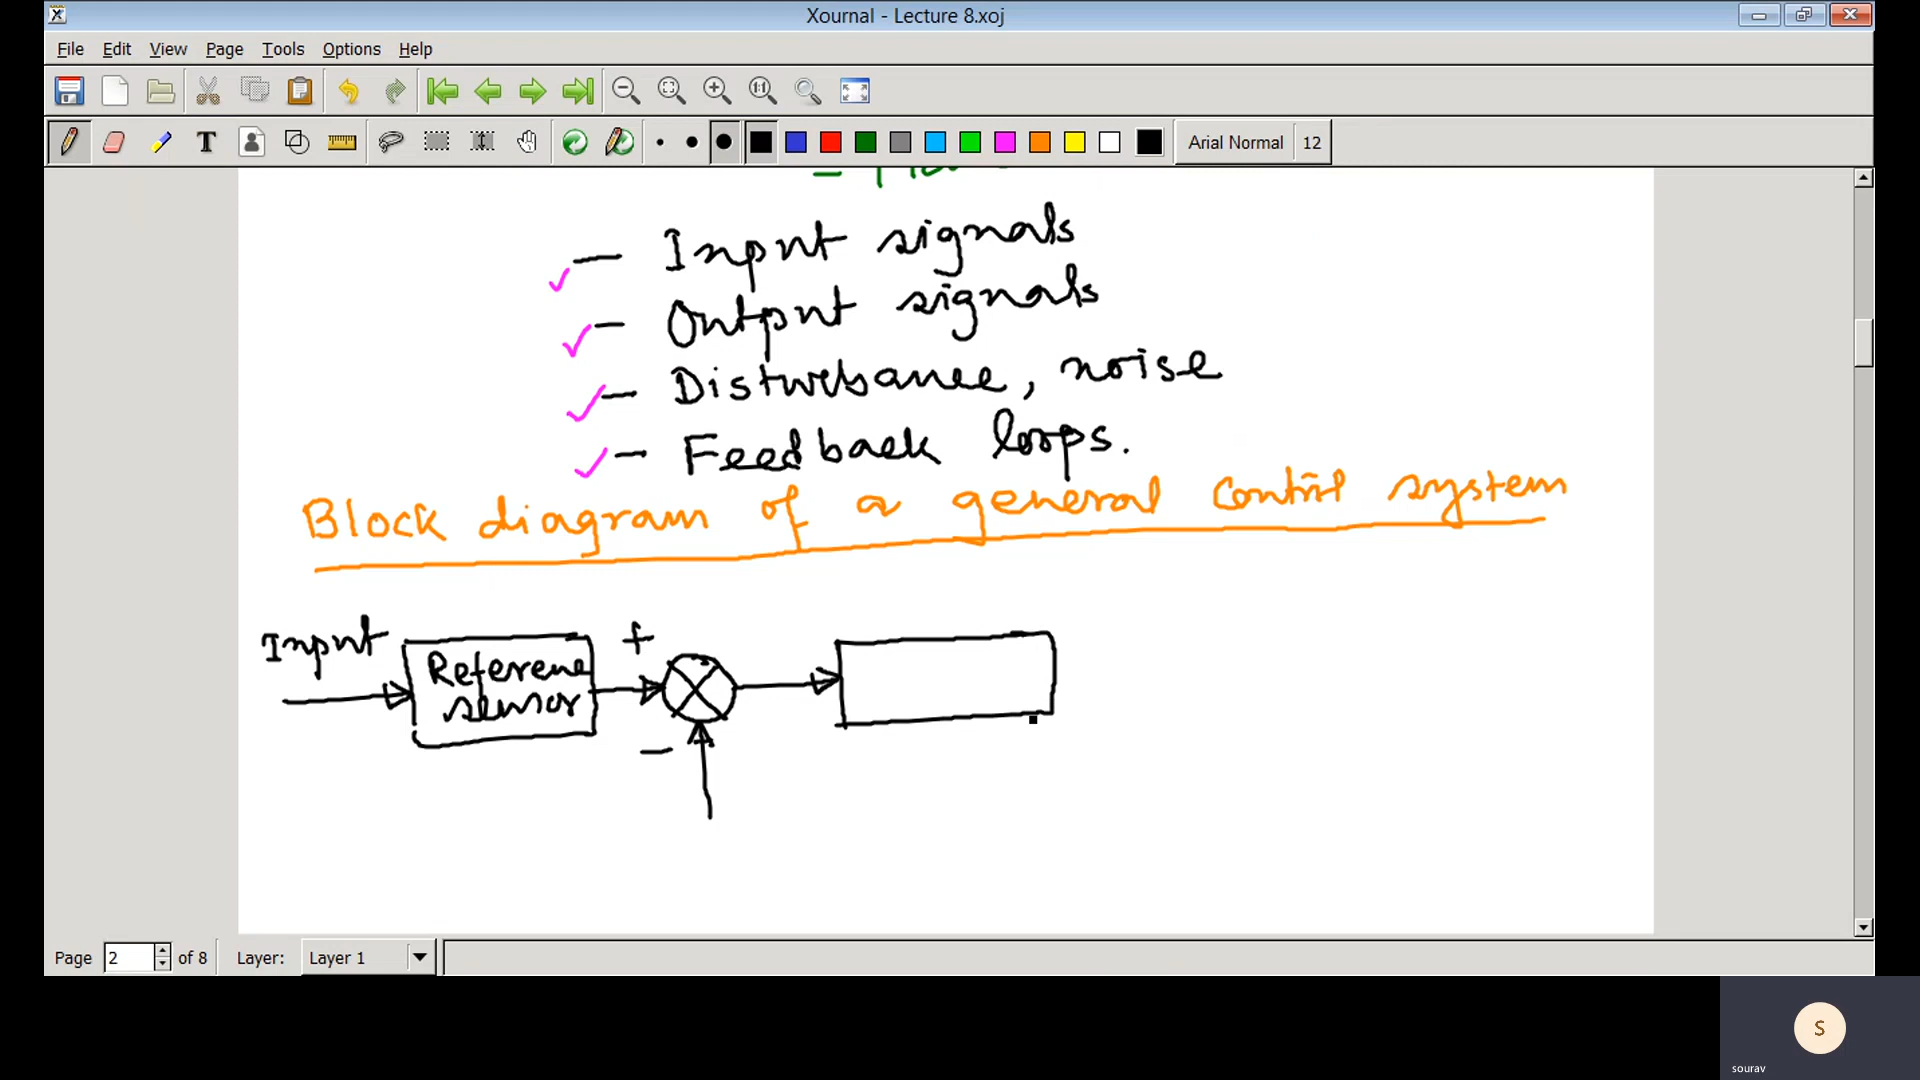 Xournal - Lecture 8.xoj
File Edit View Page Tools Options Help
Arial Normal 12
— Input signals
— Output signals
— Disturbance, noise
— Feedback loops.
Block diagram of a general control system
Input
Reference
sensor
+
−
Page 2 of 8 Layer: Layer 1
S
sourav